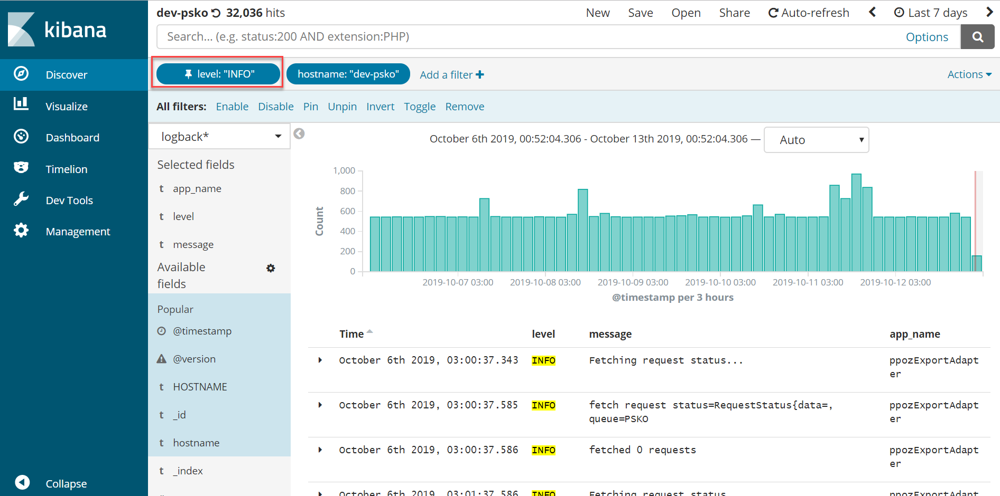 kibana
Discover
Visualize
Dashboard
Timelion
Dev Tools
Management
Collapse
dev-psko 32,036 hits
New Save Open Share Auto-refresh Last 7 days
Search... (e.g. status:200 AND extension:PHP)
Options
level: "INFO" hostname: "dev-psko" Add a filter
Actions
All filters: Enable Disable Pin Unpin Invert Toggle Remove
logback*
Selected fields
t app_name
t level
t message
Available
fields
Popular
@timestamp
@version
t HOSTNAME
t _id
t hostname
t _index
October 6th 2019, 00:52:04.306 - October 13th 2019, 00:52:04.306 — Auto
1,000
800
600
400
200
0
Count
2019-10-07 03:00 2019-10-08 03:00 2019-10-09 03:00 2019-10-10 03:00 2019-10-11 03:00 2019-10-12 03:00
@timestamp per 3 hours
Time level message app_name
October 6th 2019, 03:00:37.343 INFO Fetching request status... ppozExportAdapt
er
October 6th 2019, 03:00:37.585 INFO fetch request status=RequestStatus{data=, ppozExportAdapt
queue=PSKO er
October 6th 2019, 03:00:37.586 INFO fetched 0 requests ppozExportAdapt
er
October 6th 2019, 03:01:37.586 INFO Fetching request status ppozExportAdapt